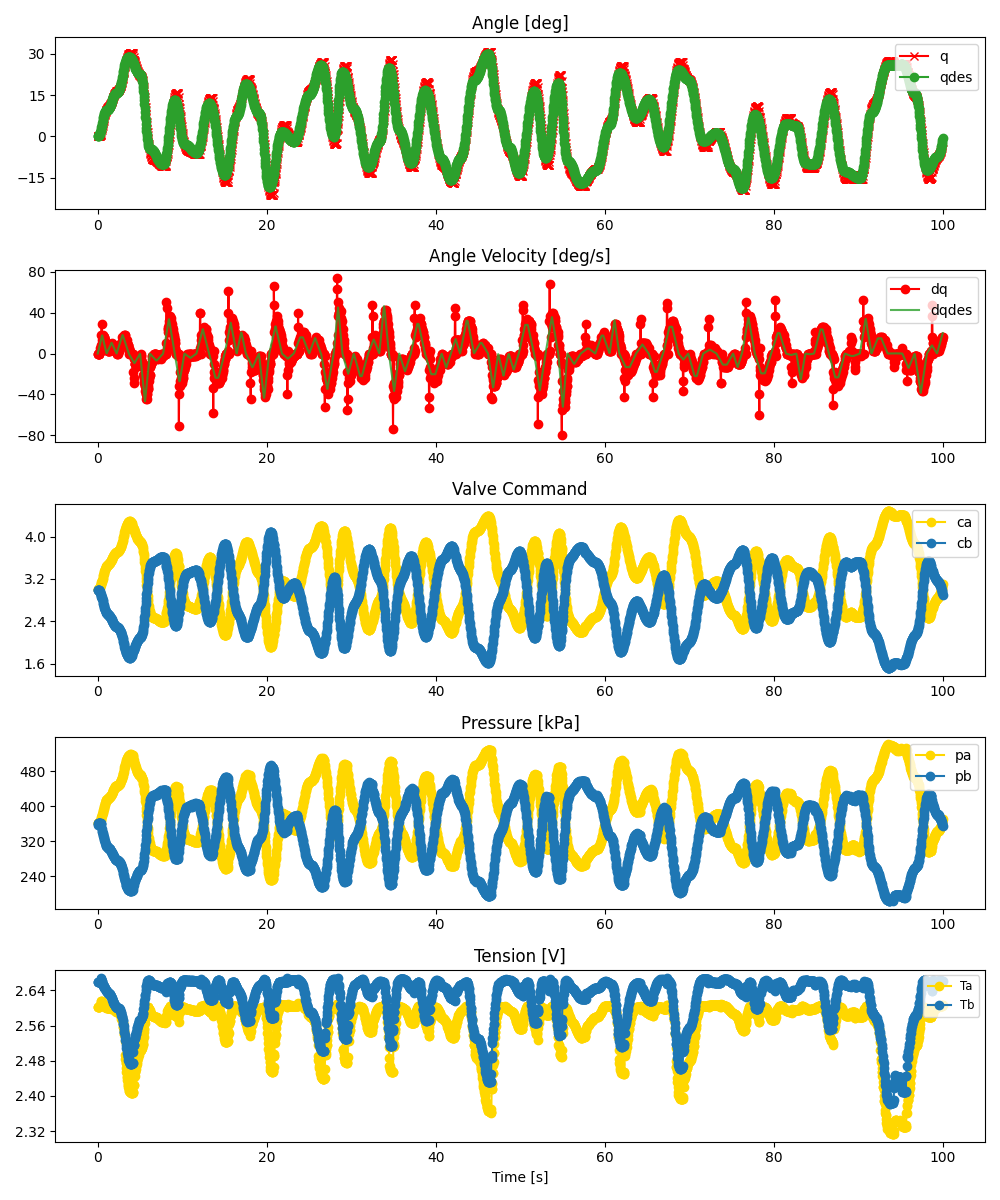 Angle [deg]
30
15
0
−15
q
qdes
0 20 40 60 80 100
Angle Velocity [deg/s]
80
40
0
−40
−80
dq
dqdes
0 20 40 60 80 100
Valve Command
4.0
3.2
2.4
1.6
ca
cb
0 20 40 60 80 100
Pressure [kPa]
480
400
320
240
pa
pb
0 20 40 60 80 100
Tension [V]
2.64
2.56
2.48
2.40
2.32
Ta
Tb
0 20 40 60 80 100
Time [s]